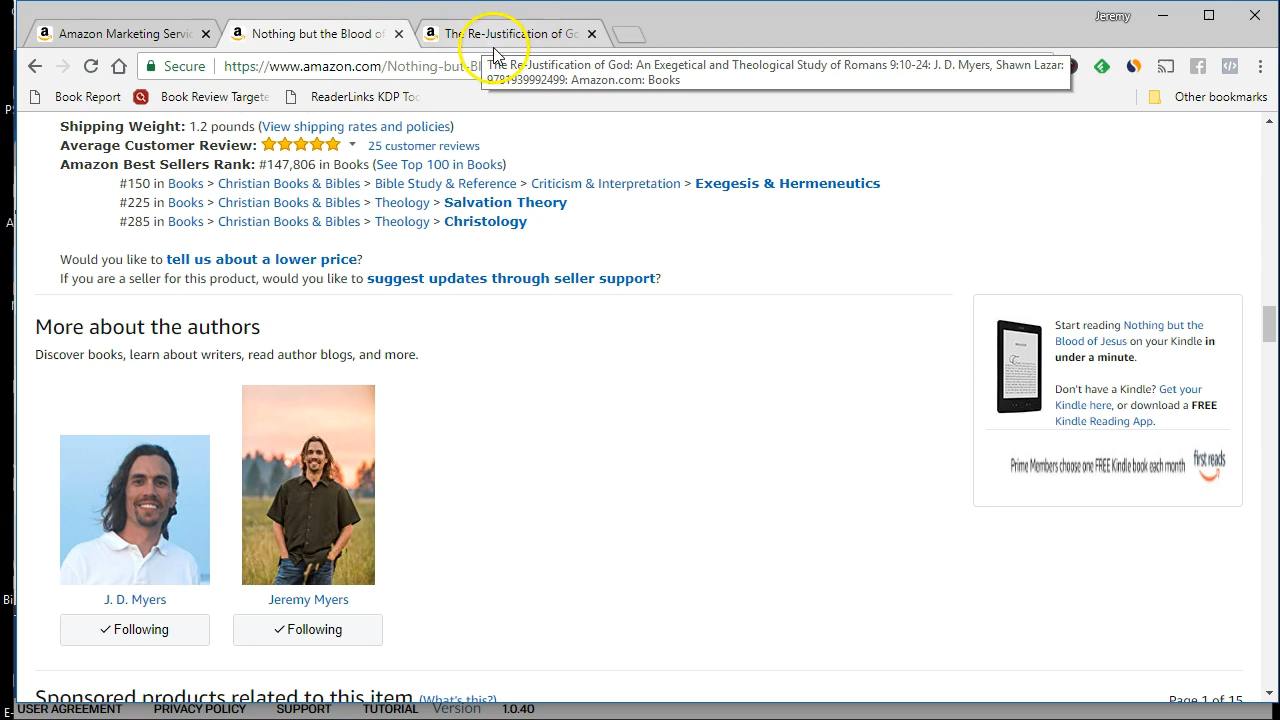 Jeremy
Amazon Marketing Servic
Nothing but the Blood of
The Re-Justification of Go
Secure https://www.amazon.com/Nothing-but-Bl
The Re-Justification of God: An Exegetical and Theological Study of Romans 9:10-24: J. D. Myers, Shawn Lazar:
9781939992499: Amazon.com: Books
Book Report
Book Review Targete
ReaderLinks KDP Too
Other bookmarks
Shipping Weight: 1.2 pounds (View shipping rates and policies)
Average Customer Review: 25 customer reviews
Amazon Best Sellers Rank: #147,806 in Books (See Top 100 in Books)
#150 in Books > Christian Books & Bibles > Bible Study & Reference > Criticism & Interpretation > Exegesis & Hermeneutics
#225 in Books > Christian Books & Bibles > Theology > Salvation Theory
#285 in Books > Christian Books & Bibles > Theology > Christology
Would you like to tell us about a lower price?
If you are a seller for this product, would you like to suggest updates through seller support?
More about the authors
Discover books, learn about writers, read author blogs, and more.
J. D. Myers
Jeremy Myers
✓ Following
✓ Following
Start reading Nothing but the
Blood of Jesus on your Kindle in
under a minute.
Don't have a Kindle? Get your
Kindle here, or download a FREE
Kindle Reading App.
Prime Members choose one FREE Kindle book each month
first reads
Sponsored products related to this item (What's this?)
Page 1 of 15
USER AGREEMENT PRIVACY POLICY SUPPORT TUTORIAL Version 1.0.40